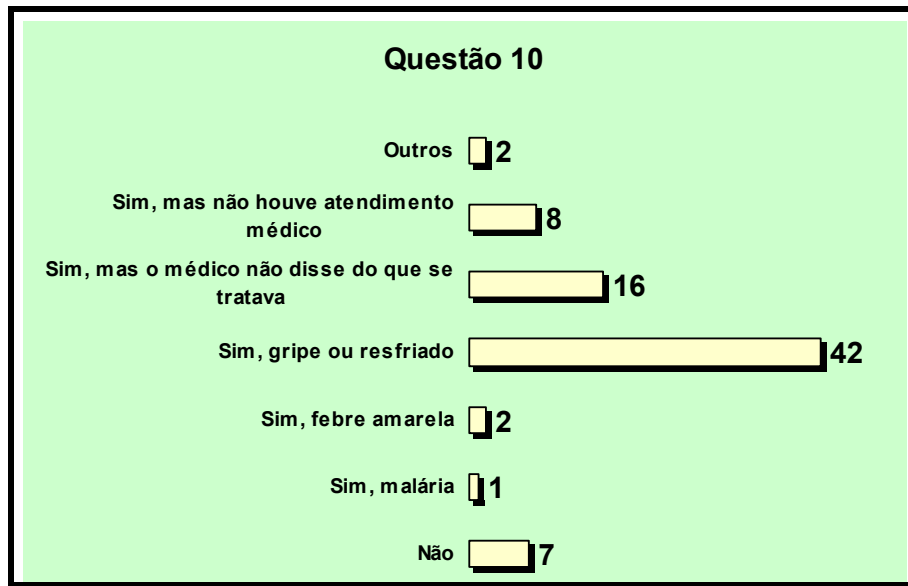 Questão 10
Outros 2
Sim, mas não houve atendimento
médico 8
Sim, mas o médico não disse do que se
tratava 16
Sim, gripe ou resfriado 42
Sim, febre amarela 2
Sim, malária 1
Não 7